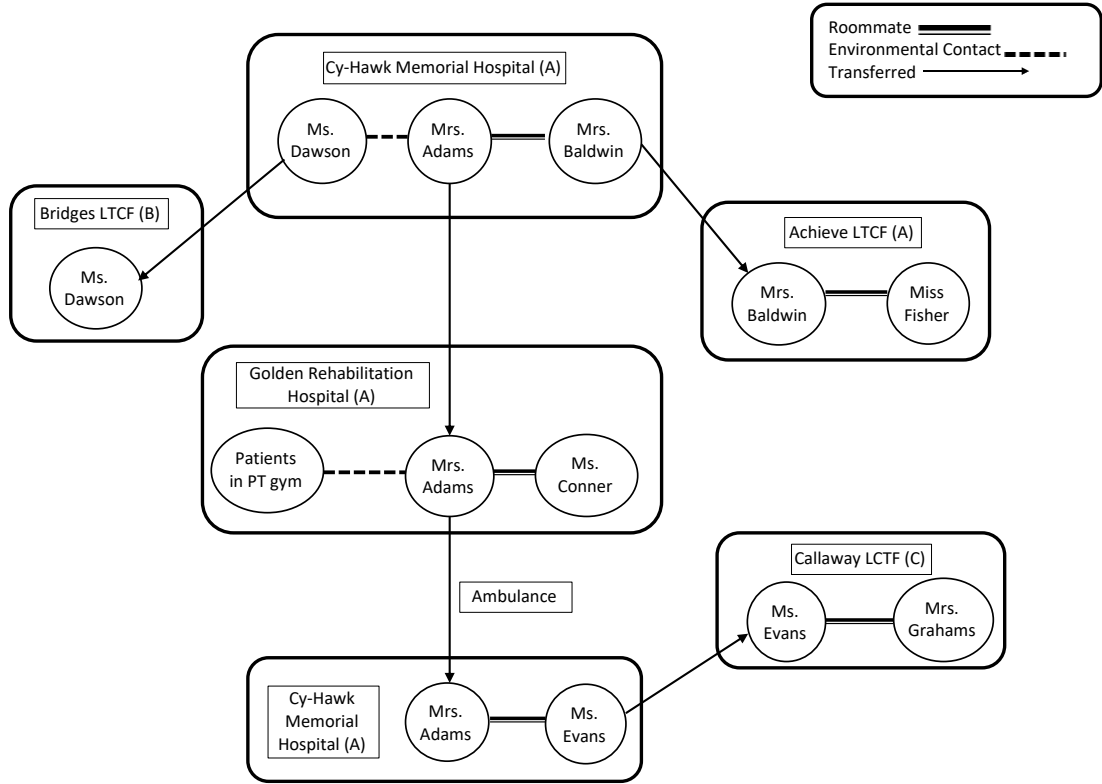 Roommate
Environmental Contact
Transferred
Cy-Hawk Memorial Hospital (A)
Ms.
Dawson
Mrs.
Adams
Mrs.
Baldwin
Bridges LTCF (B)
Ms.
Dawson
Achieve LTCF (A)
Mrs.
Baldwin
Miss
Fisher
Golden Rehabilitation
Hospital (A)
Patients
in PT gym
Mrs.
Adams
Ms.
Conner
Ambulance
Callaway LCTF (C)
Ms.
Evans
Mrs.
Grahams
Cy-Hawk
Memorial
Hospital (A)
Mrs.
Adams
Ms.
Evans